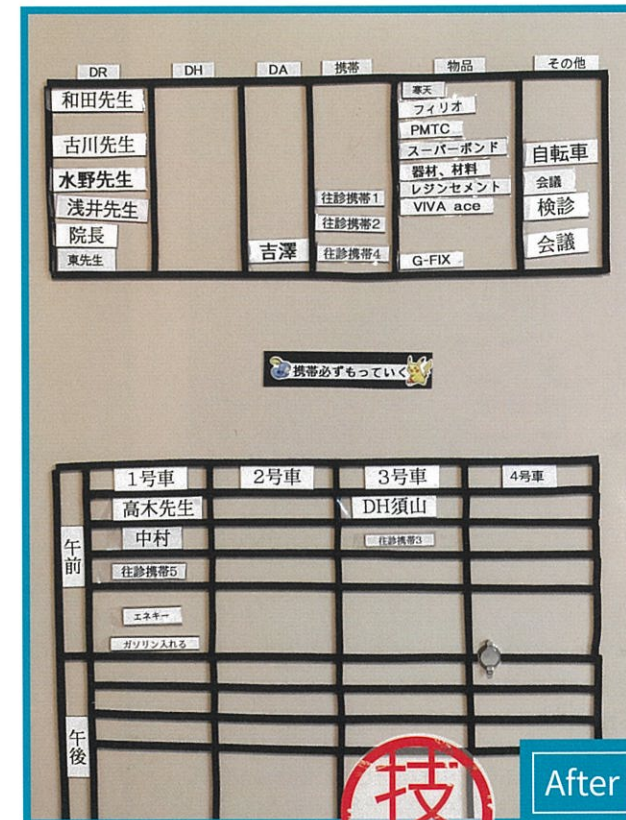 DR DH DA 携帯 物品 その他
和田先生
古川先生
水野先生
浅井先生
院長
東先生
吉澤
往診携帯1
往診携帯2
往診携帯4
寒天
フィリオ
PMTC
スーパーボンド
器材、材料
レジンセメント
VIVA ace
G-FIX
自転車
会議
検診
会議
携帯必ずもっていく
1号車 2号車 3号車 4号車
午前
高木先生 DH須山
中村 往診携帯3
往診携帯5
エネキー
ガソリン入れる
午後
技
After